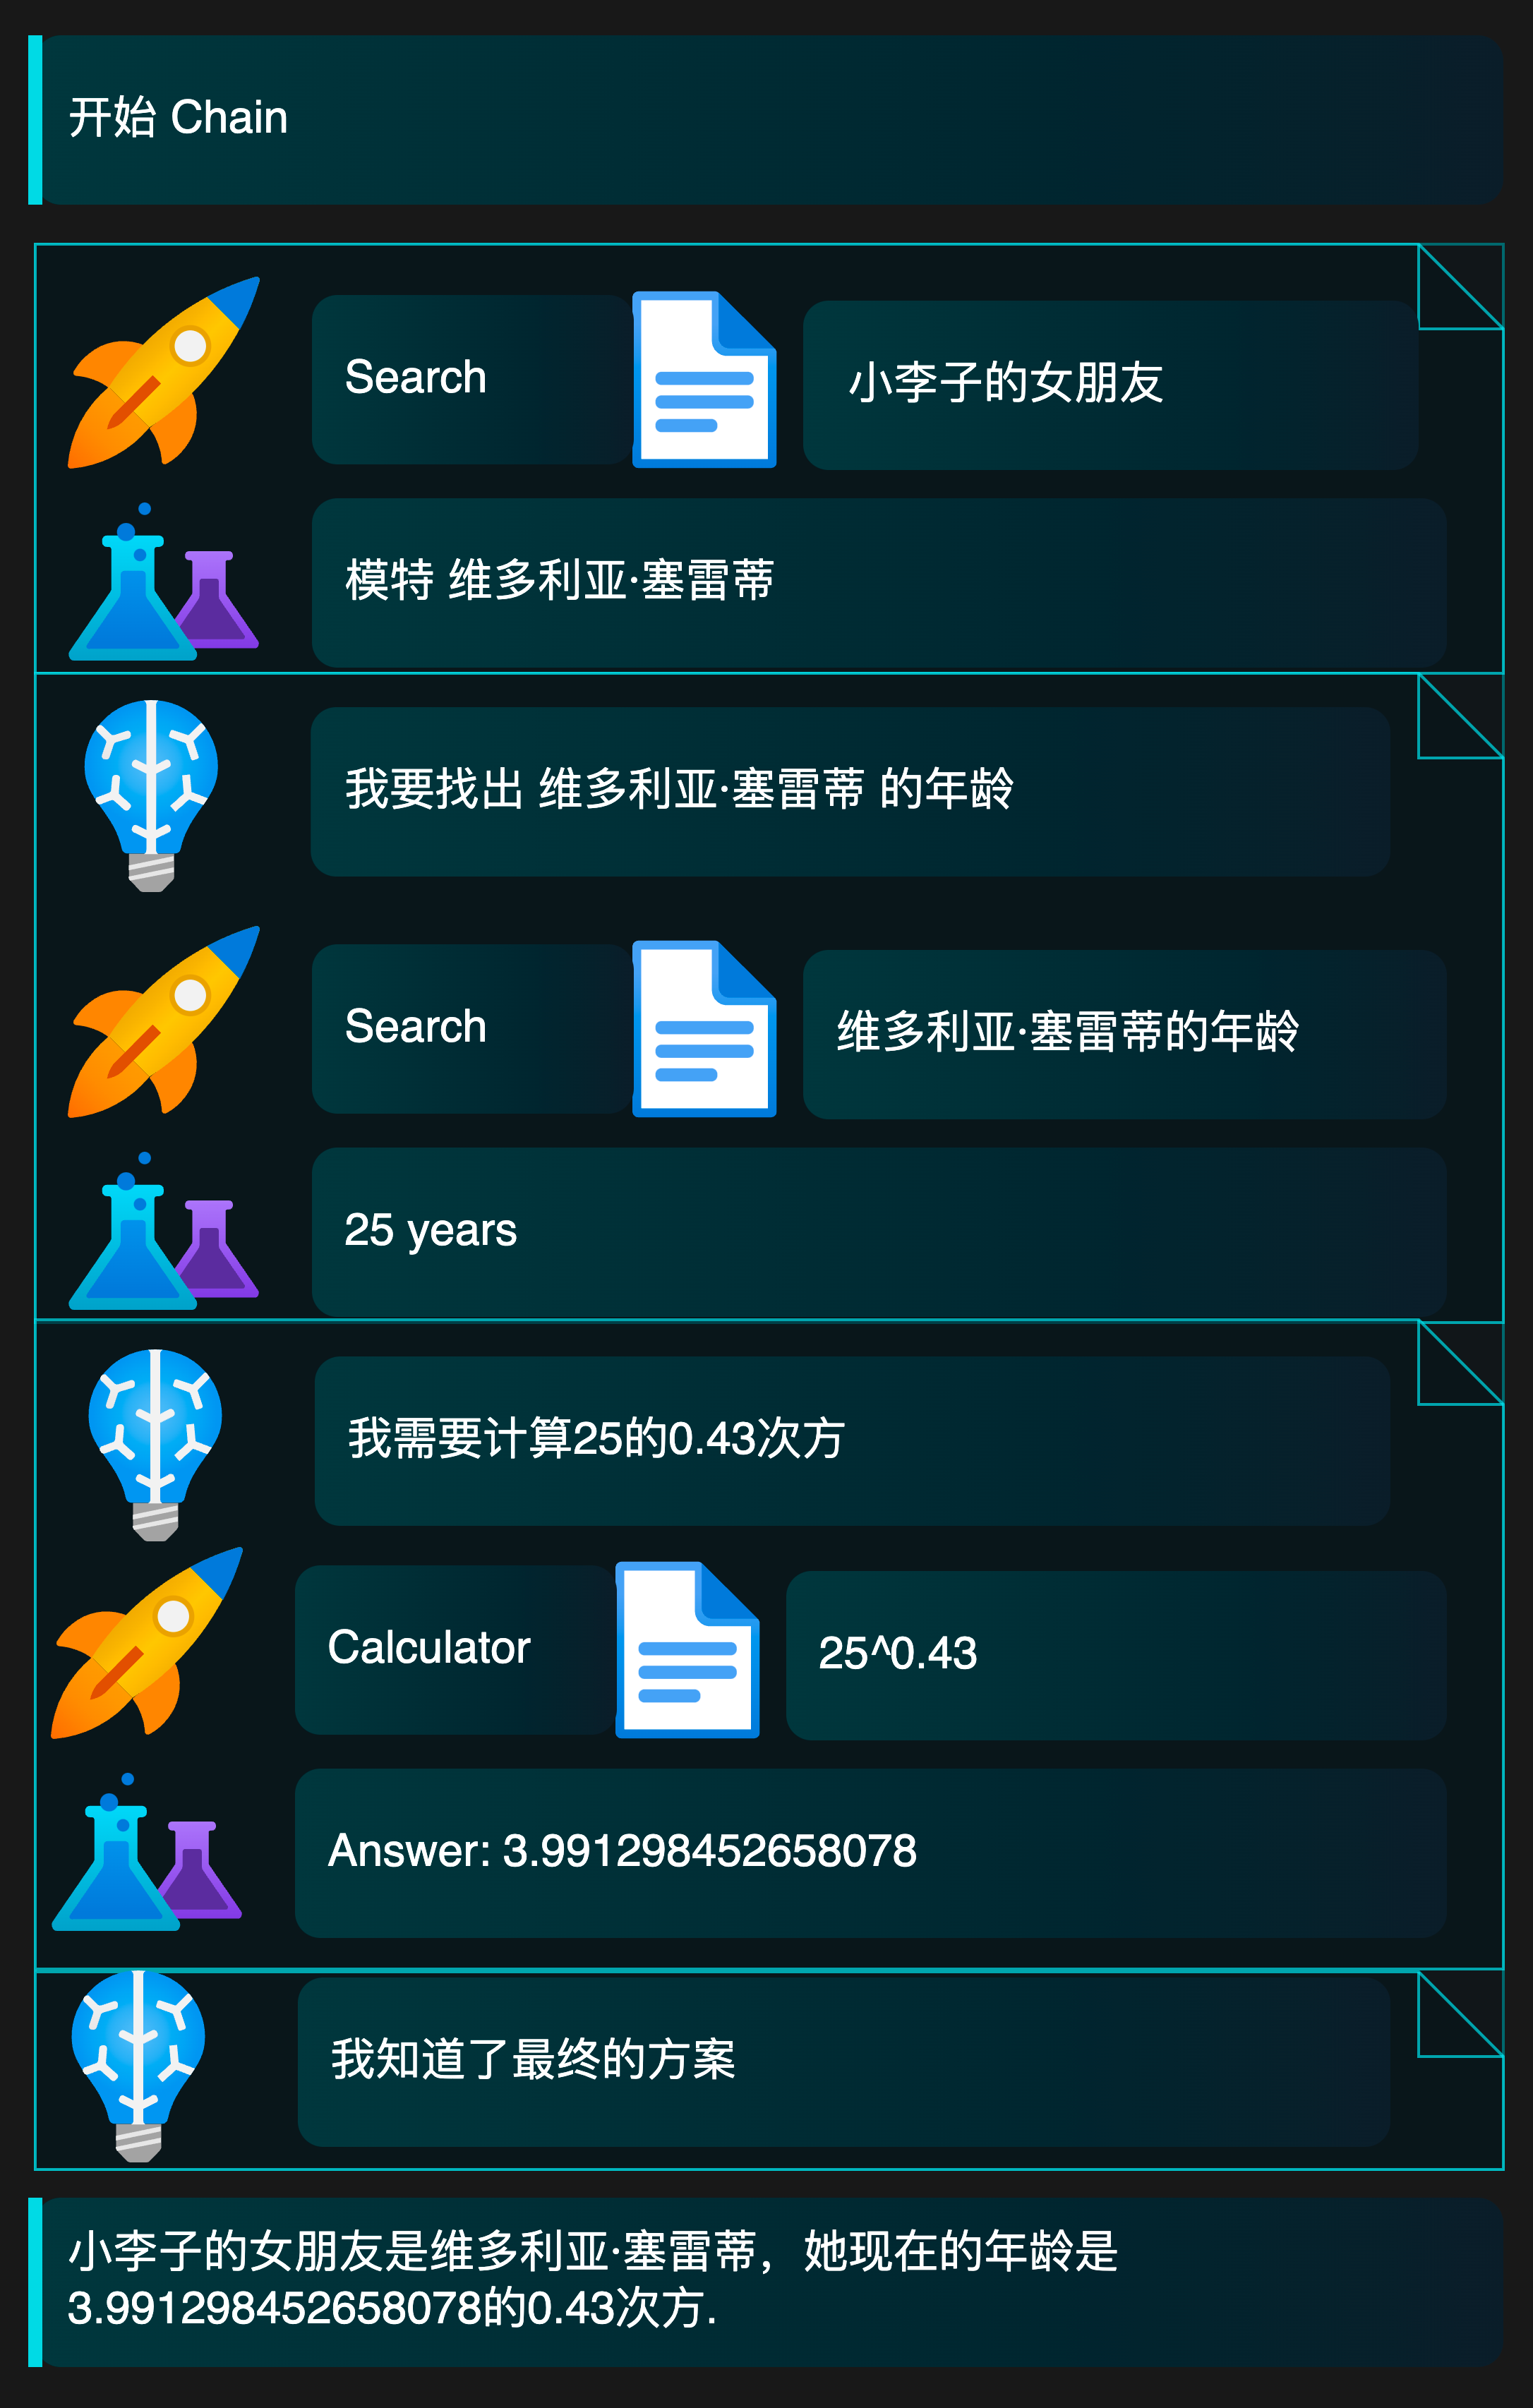 开始 Chain
Search
小李子的女朋友
模特 维多利亚·塞雷蒂
我要找出 维多利亚·塞雷蒂 的年龄
Search
维多利亚·塞雷蒂的年龄
25 years
我需要计算25的0.43次方
Calculator
25^0.43
Answer: 3.991298452658078
我知道了最终的方案
小李子的女朋友是维多利亚·塞雷蒂，她现在的年龄是
3.991298452658078的0.43次方.